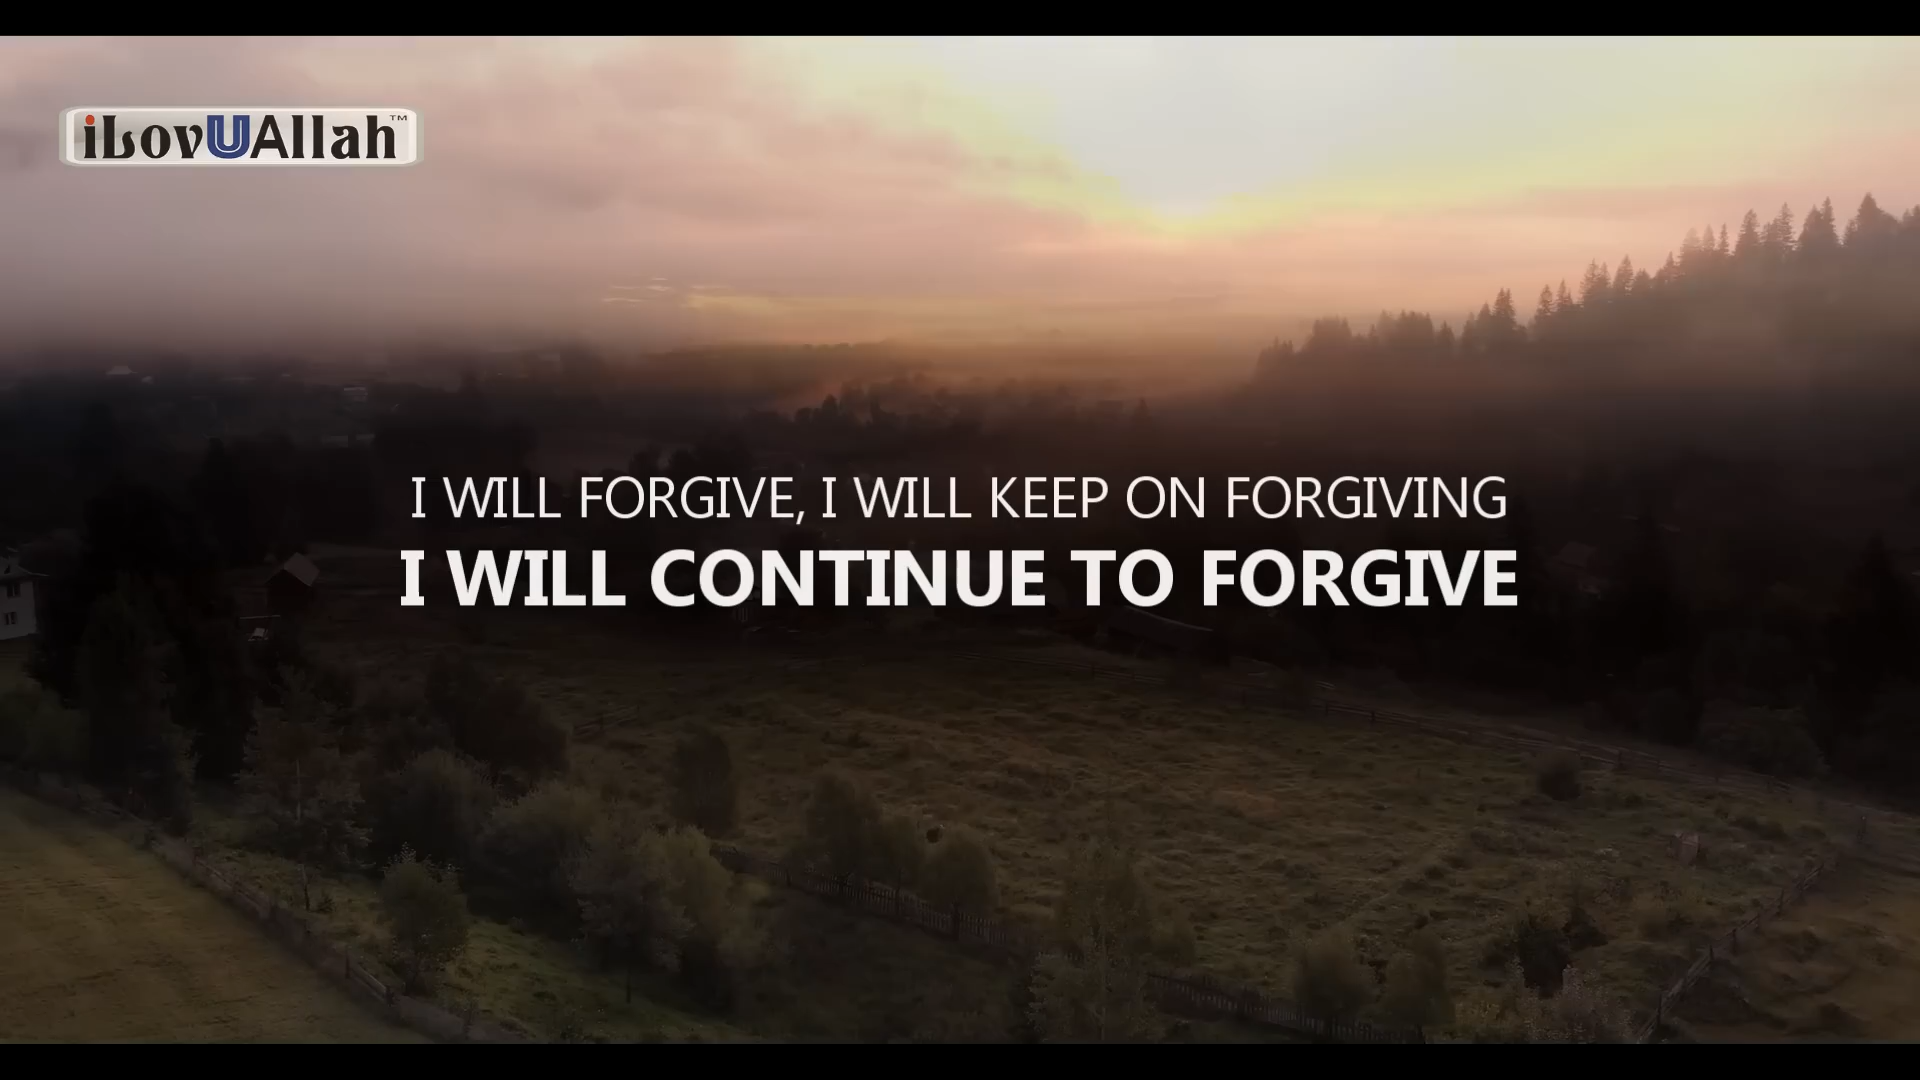 iLovUAllah™
I WILL FORGIVE, I WILL KEEP ON FORGIVING
I WILL CONTINUE TO FORGIVE